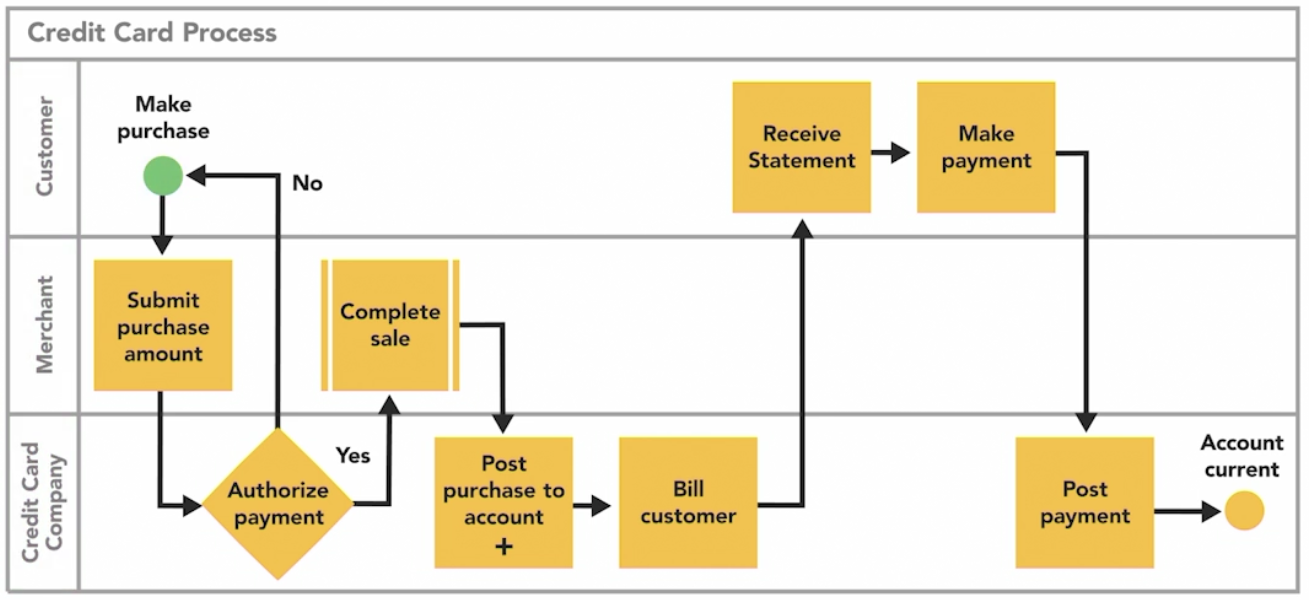 Credit Card Process
Customer
Make
purchase
No
Receive
Statement
Make
payment
Merchant
Submit
purchase
amount
Complete
sale
Credit Card
Company
Authorize
payment
Yes
Post
purchase to
account
+
Bill
customer
Post
payment
Account
current